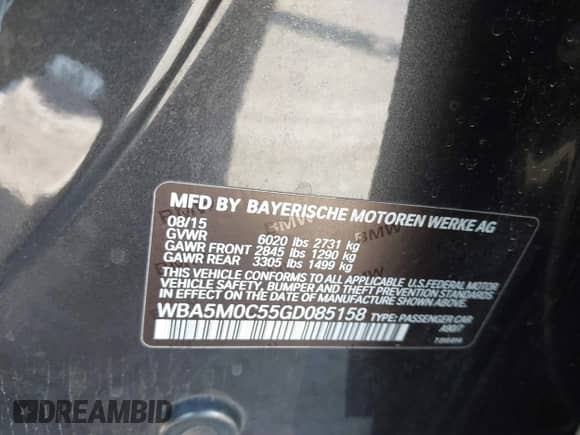 MFD BY BAYERISCHE MOTOREN WERKE AG
08/15
GVWR 6020 lbs 2731 kg
GAWR FRONT 2845 lbs 1290 kg
GAWR REAR 3305 lbs 1499 kg
THIS VEHICLE CONFORMS TO ALL APPLICABLE U.S.FEDERAL MOTOR
VEHICLE SAFETY, BUMPER AND THEFT PREVENTION STANDARDS
IN EFFECT ON THE DATE OF MANUFACTURE SHOWN ABOVE.
WBA5M0C55GD085158 TYPE: PASSENGER CAR
DREAMBID